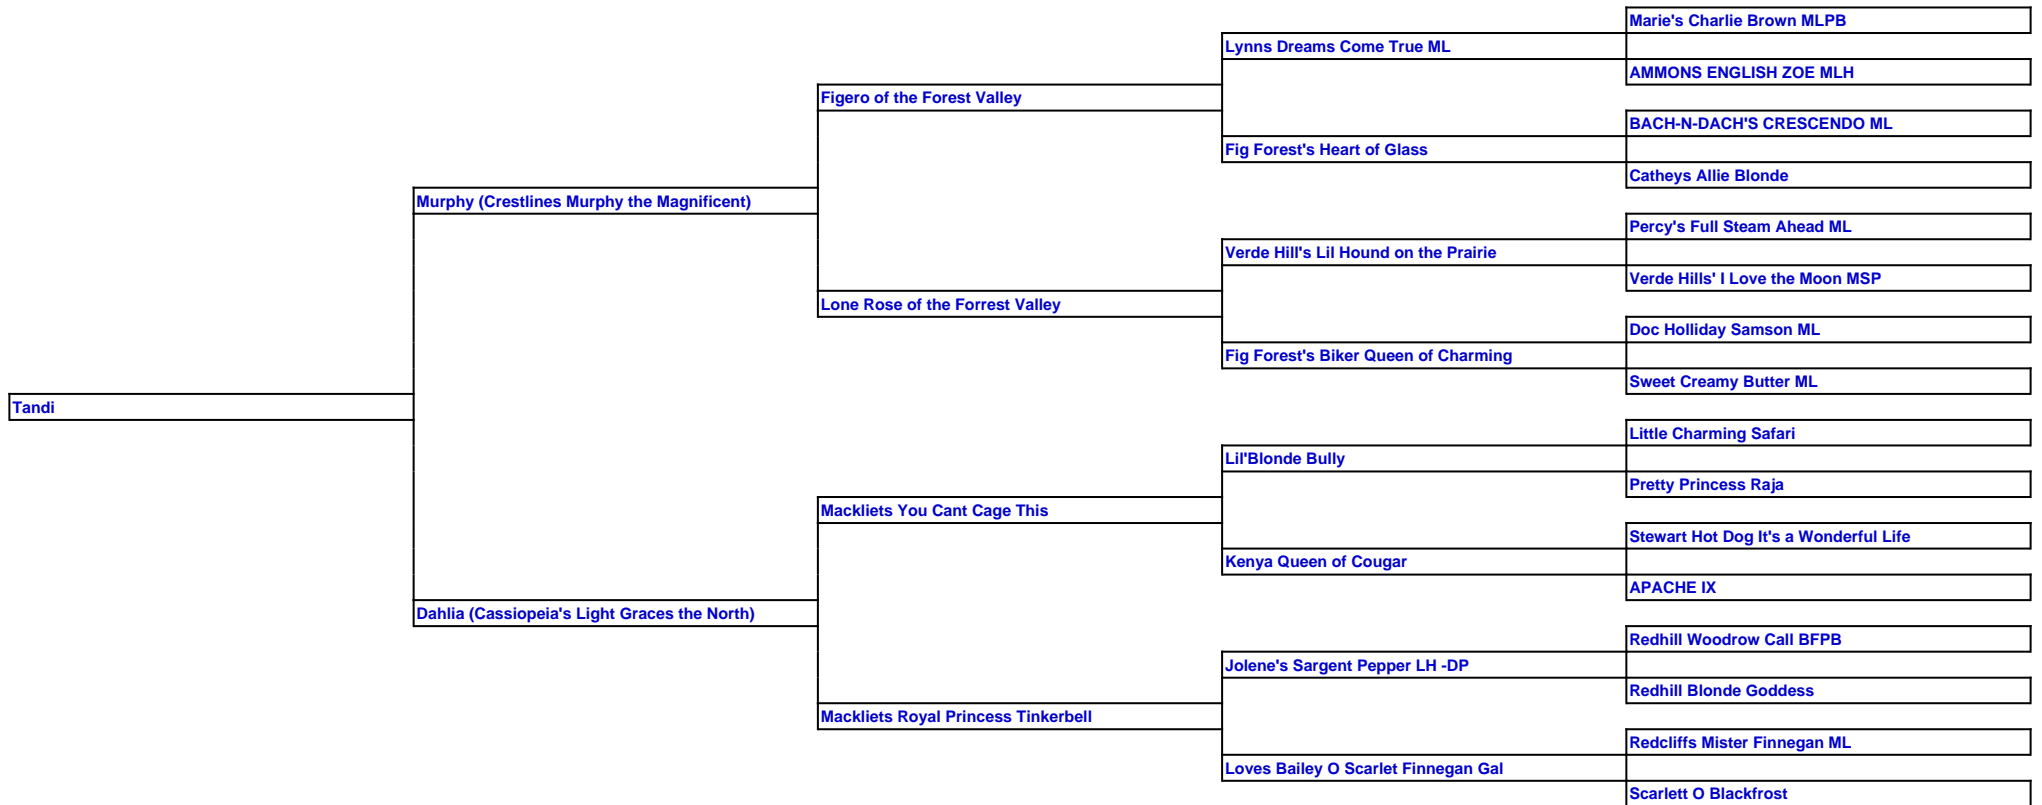 Marie's Charlie Brown MLPB
Lynns Dreams Come True ML
AMMONS ENGLISH ZOE MLH
Figero of the Forest Valley
BACH-N-DACH'S CRESCENDO ML
Fig Forest's Heart of Glass
Catheys Allie Blonde
Murphy (Crestlines Murphy the Magnificent)
Percy's Full Steam Ahead ML
Verde Hill's Lil Hound on the Prairie
Verde Hills' I Love the Moon MSP
Lone Rose of the Forrest Valley
Doc Holliday Samson ML
Fig Forest's Biker Queen of Charming
Sweet Creamy Butter ML
Tandi
Little Charming Safari
Lil'Blonde Bully
Pretty Princess Raja
Mackliets You Cant Cage This
Stewart Hot Dog It's a Wonderful Life
Kenya Queen of Cougar
APACHE IX
Dahlia (Cassiopeia's Light Graces the North)
Redhill Woodrow Call BFPB
Jolene's Sargent Pepper LH -DP
Redhill Blonde Goddess
Mackliets Royal Princess Tinkerbell
Redcliffs Mister Finnegan ML
Loves Bailey O Scarlet Finnegan Gal
Scarlett O Blackfrost